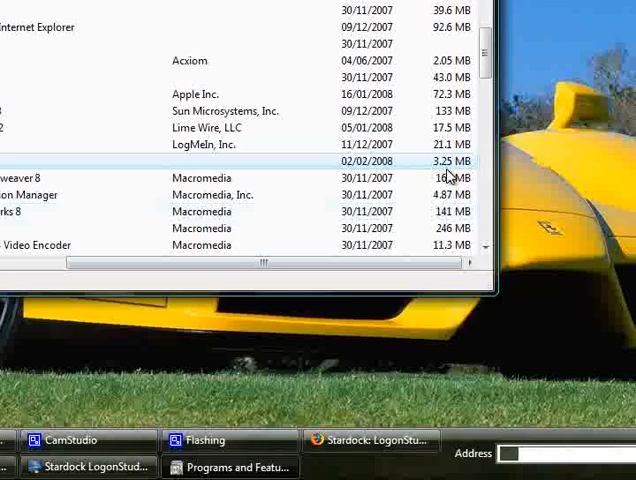 30/11/2007 39.6 MB
nternet Explorer 09/12/2007 92.6 MB
30/11/2007
Acxiom 04/06/2007 2.05 MB
30/11/2007 43.0 MB
Apple Inc. 16/01/2008 72.3 MB
3 Sun Microsystems, Inc. 09/12/2007 133 MB
2 Lime Wire, LLC 05/01/2008 17.5 MB
LogMeIn, Inc. 11/12/2007 21.1 MB
02/02/2008 3.25 MB
weaver 8 Macromedia 30/11/2007 MB
ion Manager Macromedia, Inc. 30/11/2007 4.87 MB
rks 8 Macromedia 30/11/2007 141 MB
Macromedia 30/11/2007 246 MB
Video Encoder Macromedia 30/11/2007 11.3 MB
... CamStudio Flashing Stardock: LogonStu...
... Stardock LogonStud... Programs and Featu...
Address